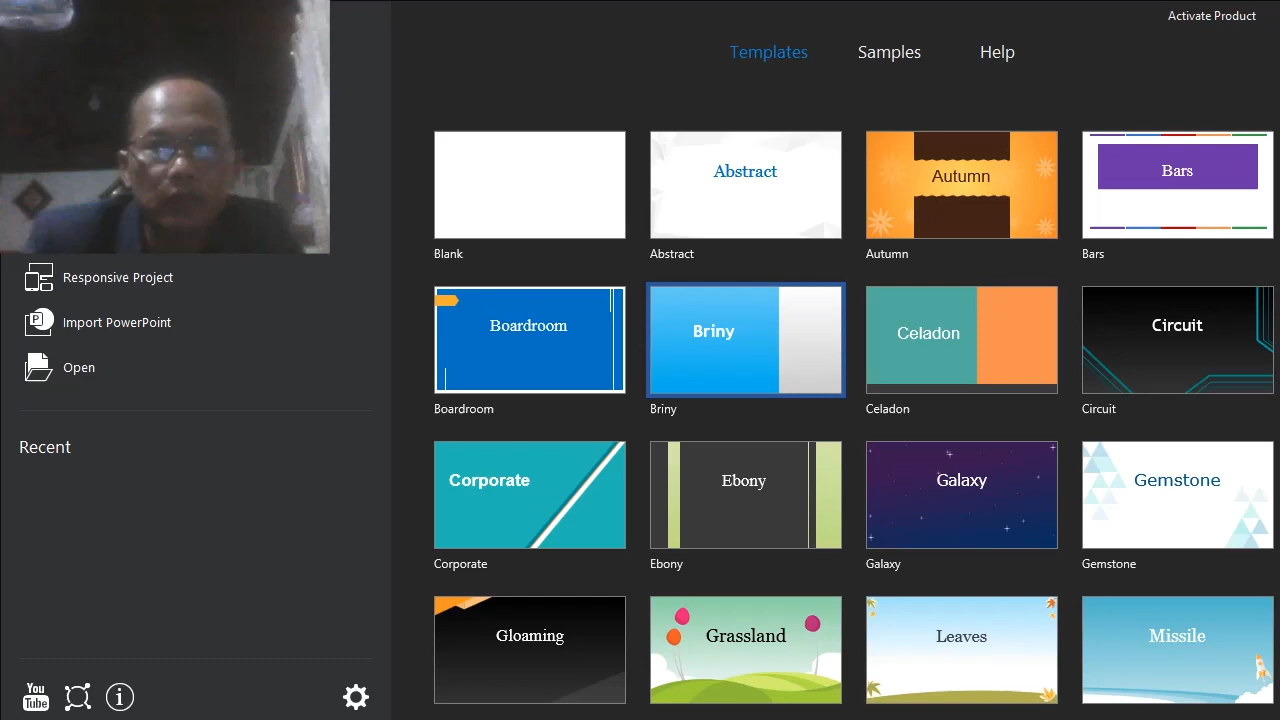 Activate Product
Templates
Samples
Help
Responsive Project
Import PowerPoint
Open
Recent
Abstract
Autumn
Bars
Blank
Abstract
Autumn
Bars
Boardroom
Briny
Celadon
Circuit
Boardroom
Briny
Celadon
Circuit
Corporate
Ebony
Galaxy
Gemstone
Corporate
Ebony
Galaxy
Gemstone
Gloaming
Grassland
Leaves
Missile
You
Tube
P
i